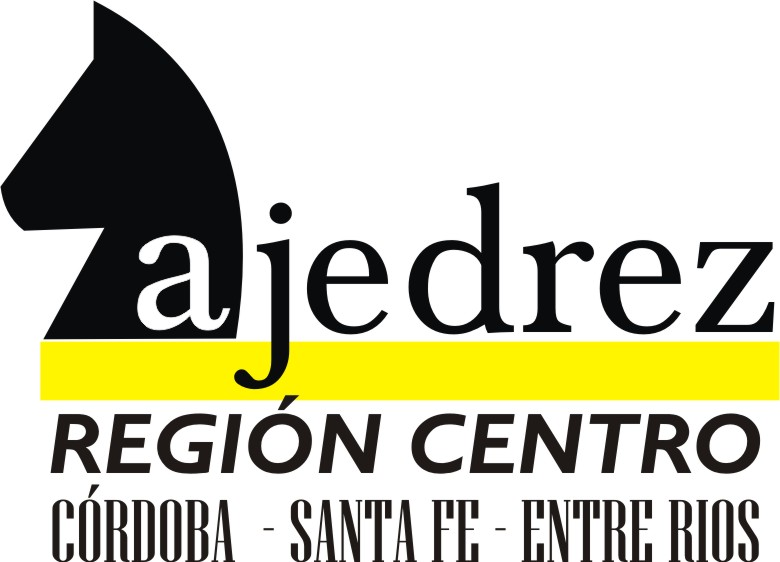 ajedrez
REGIÓN CENTRO
CÓRDOBA - SANTA FE - ENTRE RIOS